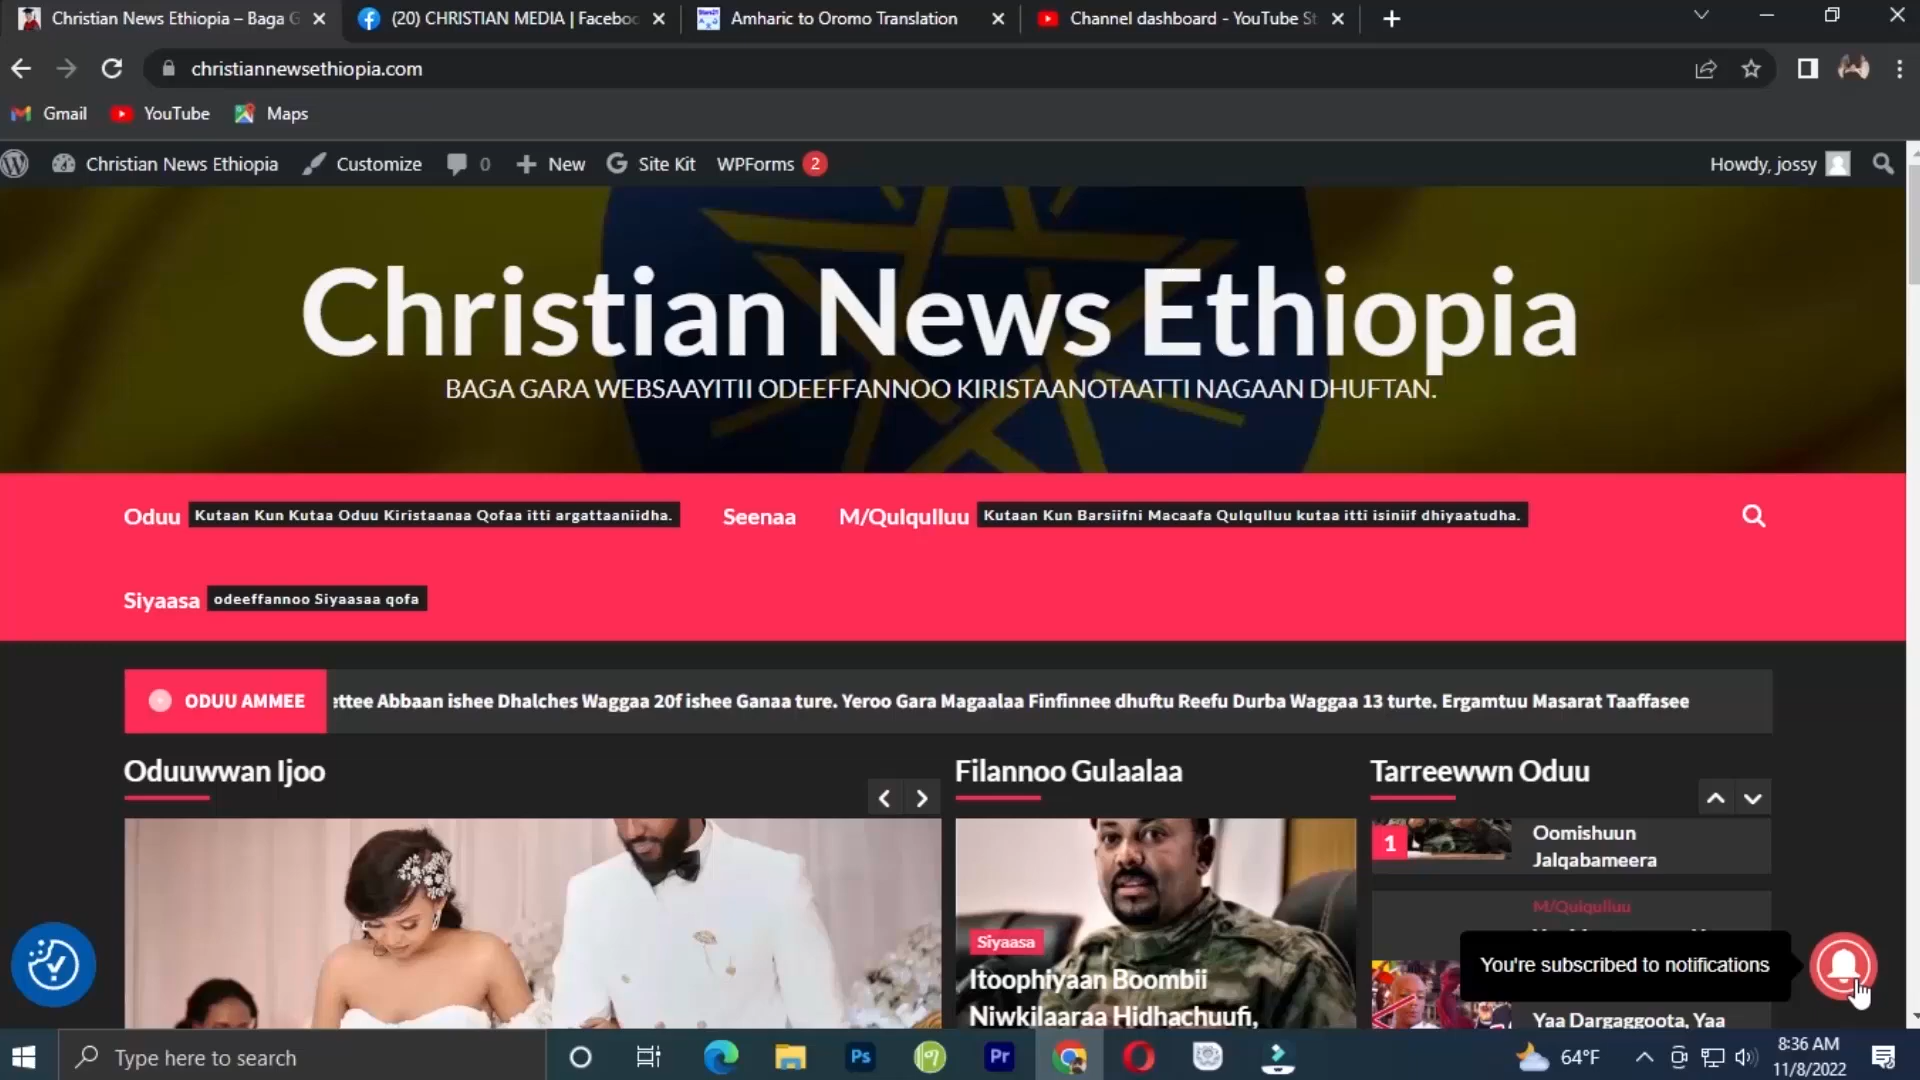 Christian News Ethiopia – Baga G
(20) CHRISTIAN MEDIA | Faceboo
Amharic to Oromo Translation
Channel dashboard - YouTube St
christiannewsethiopia.com
Gmail
YouTube
Maps
Christian News Ethiopia
Customize
0
New
Site Kit
WPForms 2
Howdy, jossy
Christian News Ethiopia
BAGA GARA WEBSAAYITII ODEEFFANNOO KIRISTAANOTAATTI NAGAAN DHUFTAN.
Oduu Kutaan Kun Kutaa Oduu Kiristaanaa Qofaa itti argattaaniidha.
Seenaa
M/Qulqulluu Kutaan Kun Barsiifni Macaafa Qulqulluu kutaa itti isiniif dhiyaatudha.
Siyaasa odeeffannoo Siyaasaa qofa
ODUU AMMEE
ettee Abbaan ishee Dhalches Waggaa 20f ishee Ganaa ture. Yeroo Gara Magaalaa Finfinnee dhuftu Reefu Durba Waggaa 13 turte. Ergamtuu Masarat Taaffasee
Oduuwwan Ijoo
Filannoo Gulaalaa
Tarreewwn Oduu
1
Oomishuun
Jalqabameera
M/Qulqulluu
Siyaasa
Itoophiyaan Boombii
Niwkilaaraa Hidhachuufi,
You're subscribed to notifications
Yaa Dargaggoota, Yaa
Type here to search
Ps
Pr
64°F
8:36 AM
11/8/2022